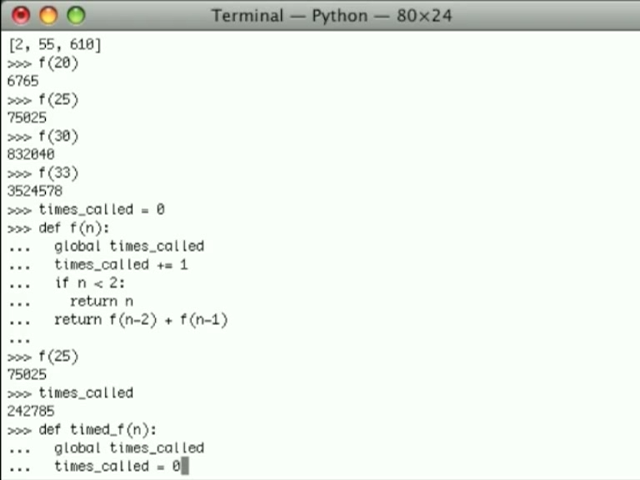 Terminal — Python — 80×24
[2, 55, 610]
>>> f(20)
6765
>>> f(25)
75025
>>> f(30)
832040
>>> f(33)
3524578
>>> times_called = 0
>>> def f(n):
...   global times_called
...   times_called += 1
...   if n < 2:
...     return n
...   return f(n-2) + f(n-1)
...
>>> f(25)
75025
>>> times_called
242785
>>> def timed_f(n):
...   global times_called
...   times_called = 0